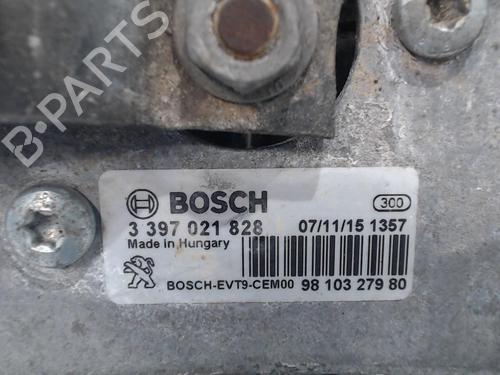 B-PARTS
BOSCH
300
3 397 021 828 07/11/15 1357
Made in Hungary
BOSCH-EVT9-CEM00 98 103 279 80